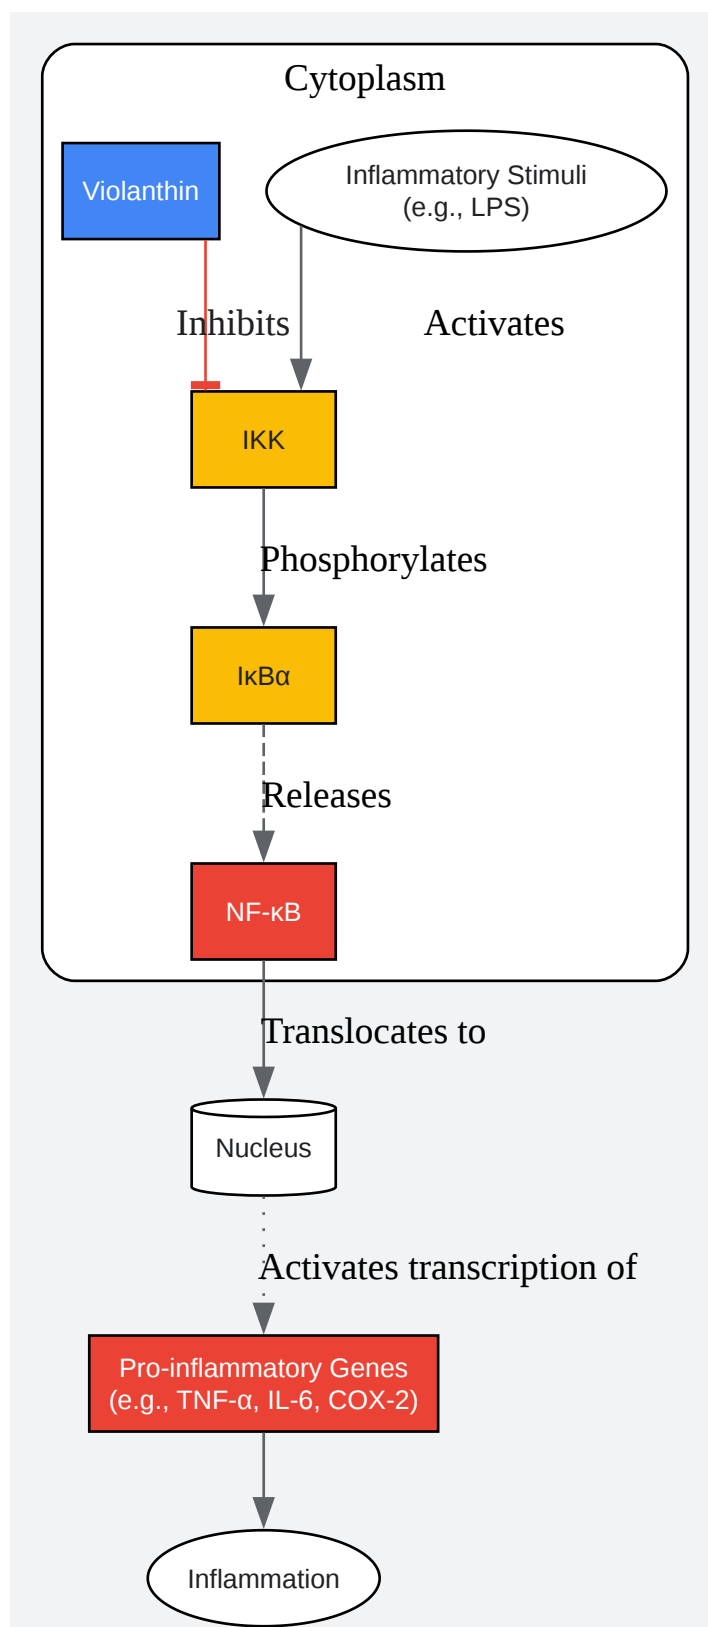 Cytoplasm
Violanthin
Inflammatory Stimuli
(e.g., LPS)
Inhibits
Activates
IKK
Phosphorylates
IκBα
Releases
NF-κB
Translocates to
Nucleus
Activates transcription of
Pro-inflammatory Genes
(e.g., TNF-α, IL-6, COX-2)
Inflammation